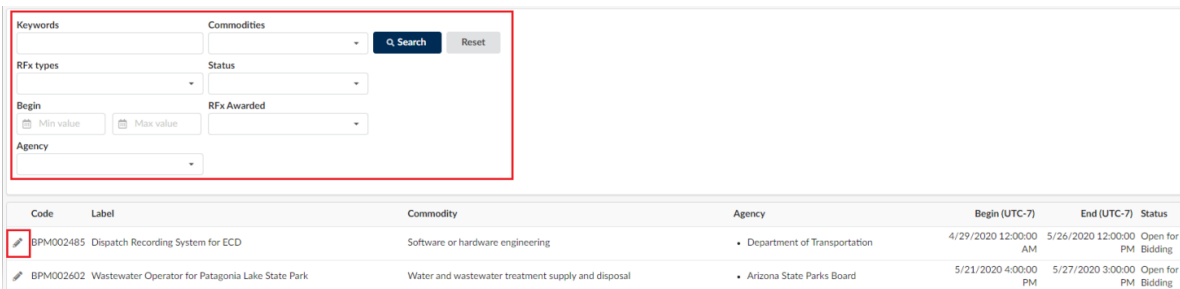 Keywords Commodities
Search Reset
RFx types Status
Begin RFx Awarded
Min value Max value
Agency
Code Label Commodity Agency Begin (UTC-7) End (UTC-7) Status
BPM002485 Dispatch Recording System for ECD Software or hardware engineering • Department of Transportation 4/29/2020 12:00:00 5/26/2020 12:00:00 Open for
AM PM Bidding
BPM002602 Wastewater Operator for Patagonia Lake State Park Water and wastewater treatment supply and disposal • Arizona State Parks Board 5/21/2020 4:00:00 5/27/2020 3:00:00 Open for
PM PM Bidding